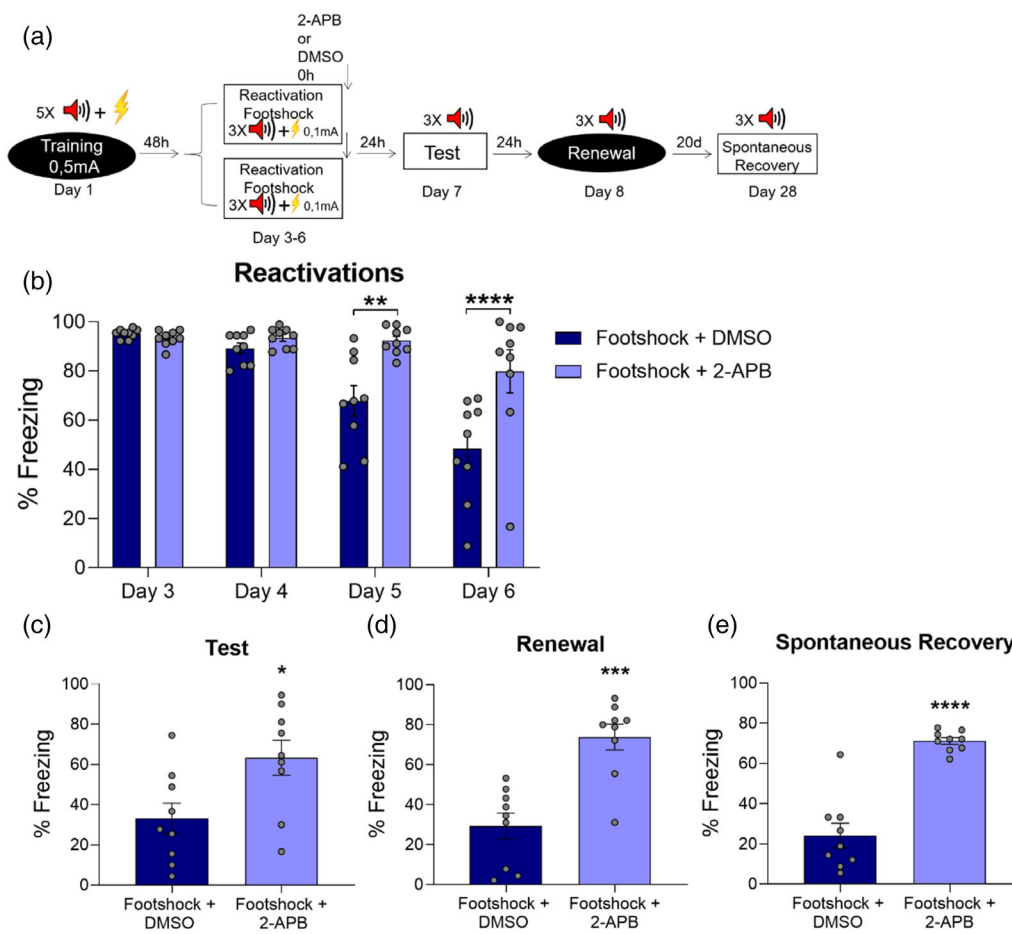 (a)
2-APB
or
DMSO
0h
5X +
Training
0,5mA
Day 1
48h
Reactivation
Footshock
3X + 0,1mA
Reactivation
Footshock
3X + 0,1mA
Day 3-6
24h
3X
Test
Day 7
24h
3X
Renewal
Day 8
20d
3X
Spontaneous
Recovery
Day 28
(b)
Reactivations
% Freezing
100
80
60
40
20
0
**
****
Day 3 Day 4 Day 5 Day 6
Footshock + DMSO
Footshock + 2-APB
(c)
Test
% Freezing
100
80
60
40
20
0
*
Footshock + Footshock +
DMSO 2-APB
(d)
Renewal
% Freezing
100
80
60
40
20
0
***
Footshock + Footshock +
DMSO 2-APB
(e)
Spontaneous Recovery
% Freezing
100
80
60
40
20
0
****
Footshock + Footshock +
DMSO 2-APB